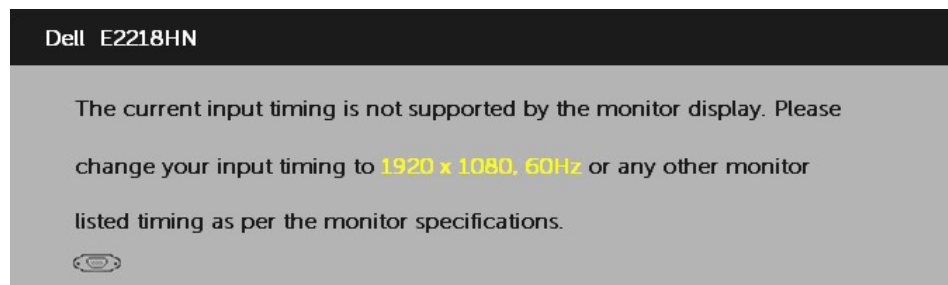 Dell E2218HN
The current input timing is not supported by the monitor display. Please
change your input timing to 1920 x 1080, 60Hz or any other monitor
listed timing as per the monitor specifications.